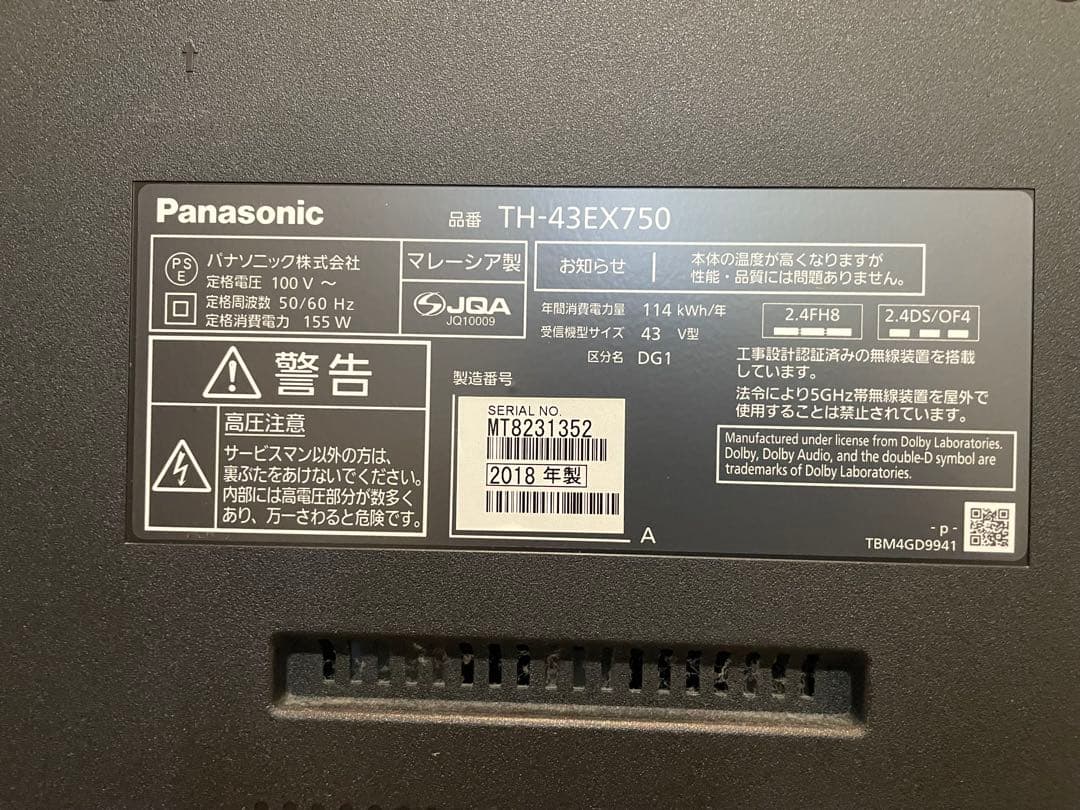 Panasonic
品番 TH-43EX750
PS
E
パナソニック株式会社
定格電圧 100 V ～
定格周波数 50/60 Hz
定格消費電力 155 W
マレーシア製
JQA
JQ10009
お知らせ
本体の温度が高くなりますが
性能・品質には問題ありません。
年間消費電力量 114 kWh/年
受信機型サイズ 43 V型
区分名 DG1
2.4FH8
2.4DS/OF4
工事設計認証済みの無線装置を搭載
しています。
法令により5GHz帯無線装置を屋外で
使用することは禁止されています。
警告
高圧注意
サービスマン以外の方は、
裏ぶたをあけないでください。
内部には高電圧部分が数多く
あり、万一さわると危険です。
製造番号
SERIAL NO.
MT8231352
2018 年製
A
Manufactured under license from Dolby Laboratories.
Dolby, Dolby Audio, and the double-D symbol are
trademarks of Dolby Laboratories.
- p -
TBM4GD9941